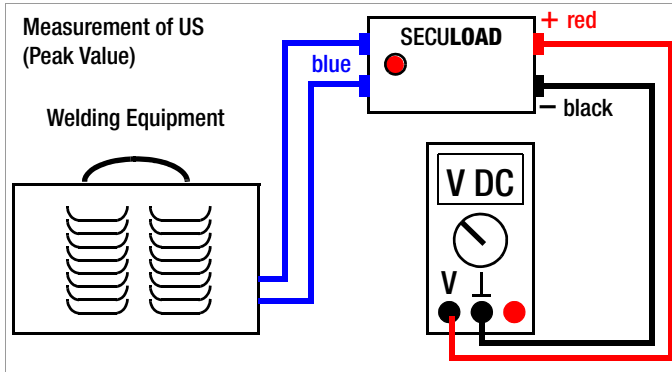 Measurement of US
(Peak Value)
SECULOAD
+ red
blue
– black
Welding Equipment
V DC
V